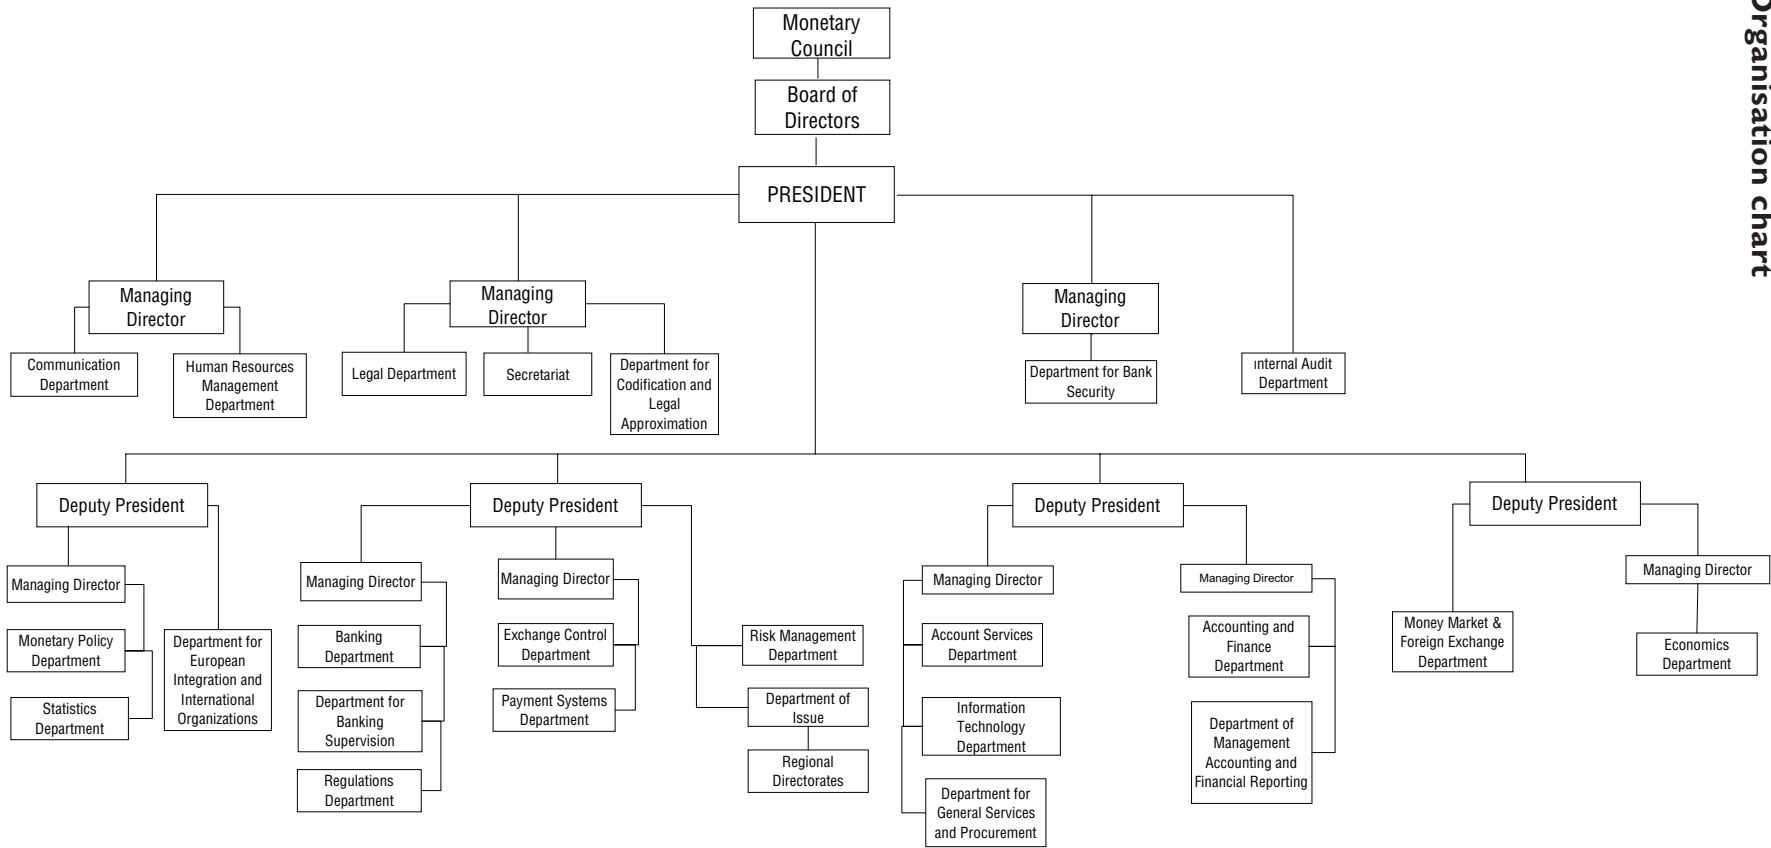 Organisation chart
Monetary
Council
Board of
Directors
PRESIDENT
Managing
Director
Communication
Department
Human Resources
Management
Department
Managing
Director
Legal Department
Secretariat
Department for
Codification and
Legal
Approximation
Managing
Director
Department for Bank
Security
Internal Audit
Department
Deputy President
Managing Director
Monetary Policy
Department
Statistics
Department
Department for
European
Integration and
International
Organizations
Deputy President
Managing Director
Banking
Department
Department for
Banking
Supervision
Regulations
Department
Managing Director
Exchange Control
Department
Payment Systems
Department
Risk Management
Department
Department of
Issue
Regional
Directorates
Deputy President
Managing Director
Account Services
Department
Information
Technology
Department
Department for
General Services
and Procurement
Managing Director
Accounting and
Finance
Department
Department of
Management
Accounting and
Financial Reporting
Deputy President
Money Market &
Foreign Exchange
Department
Managing Director
Economics
Department